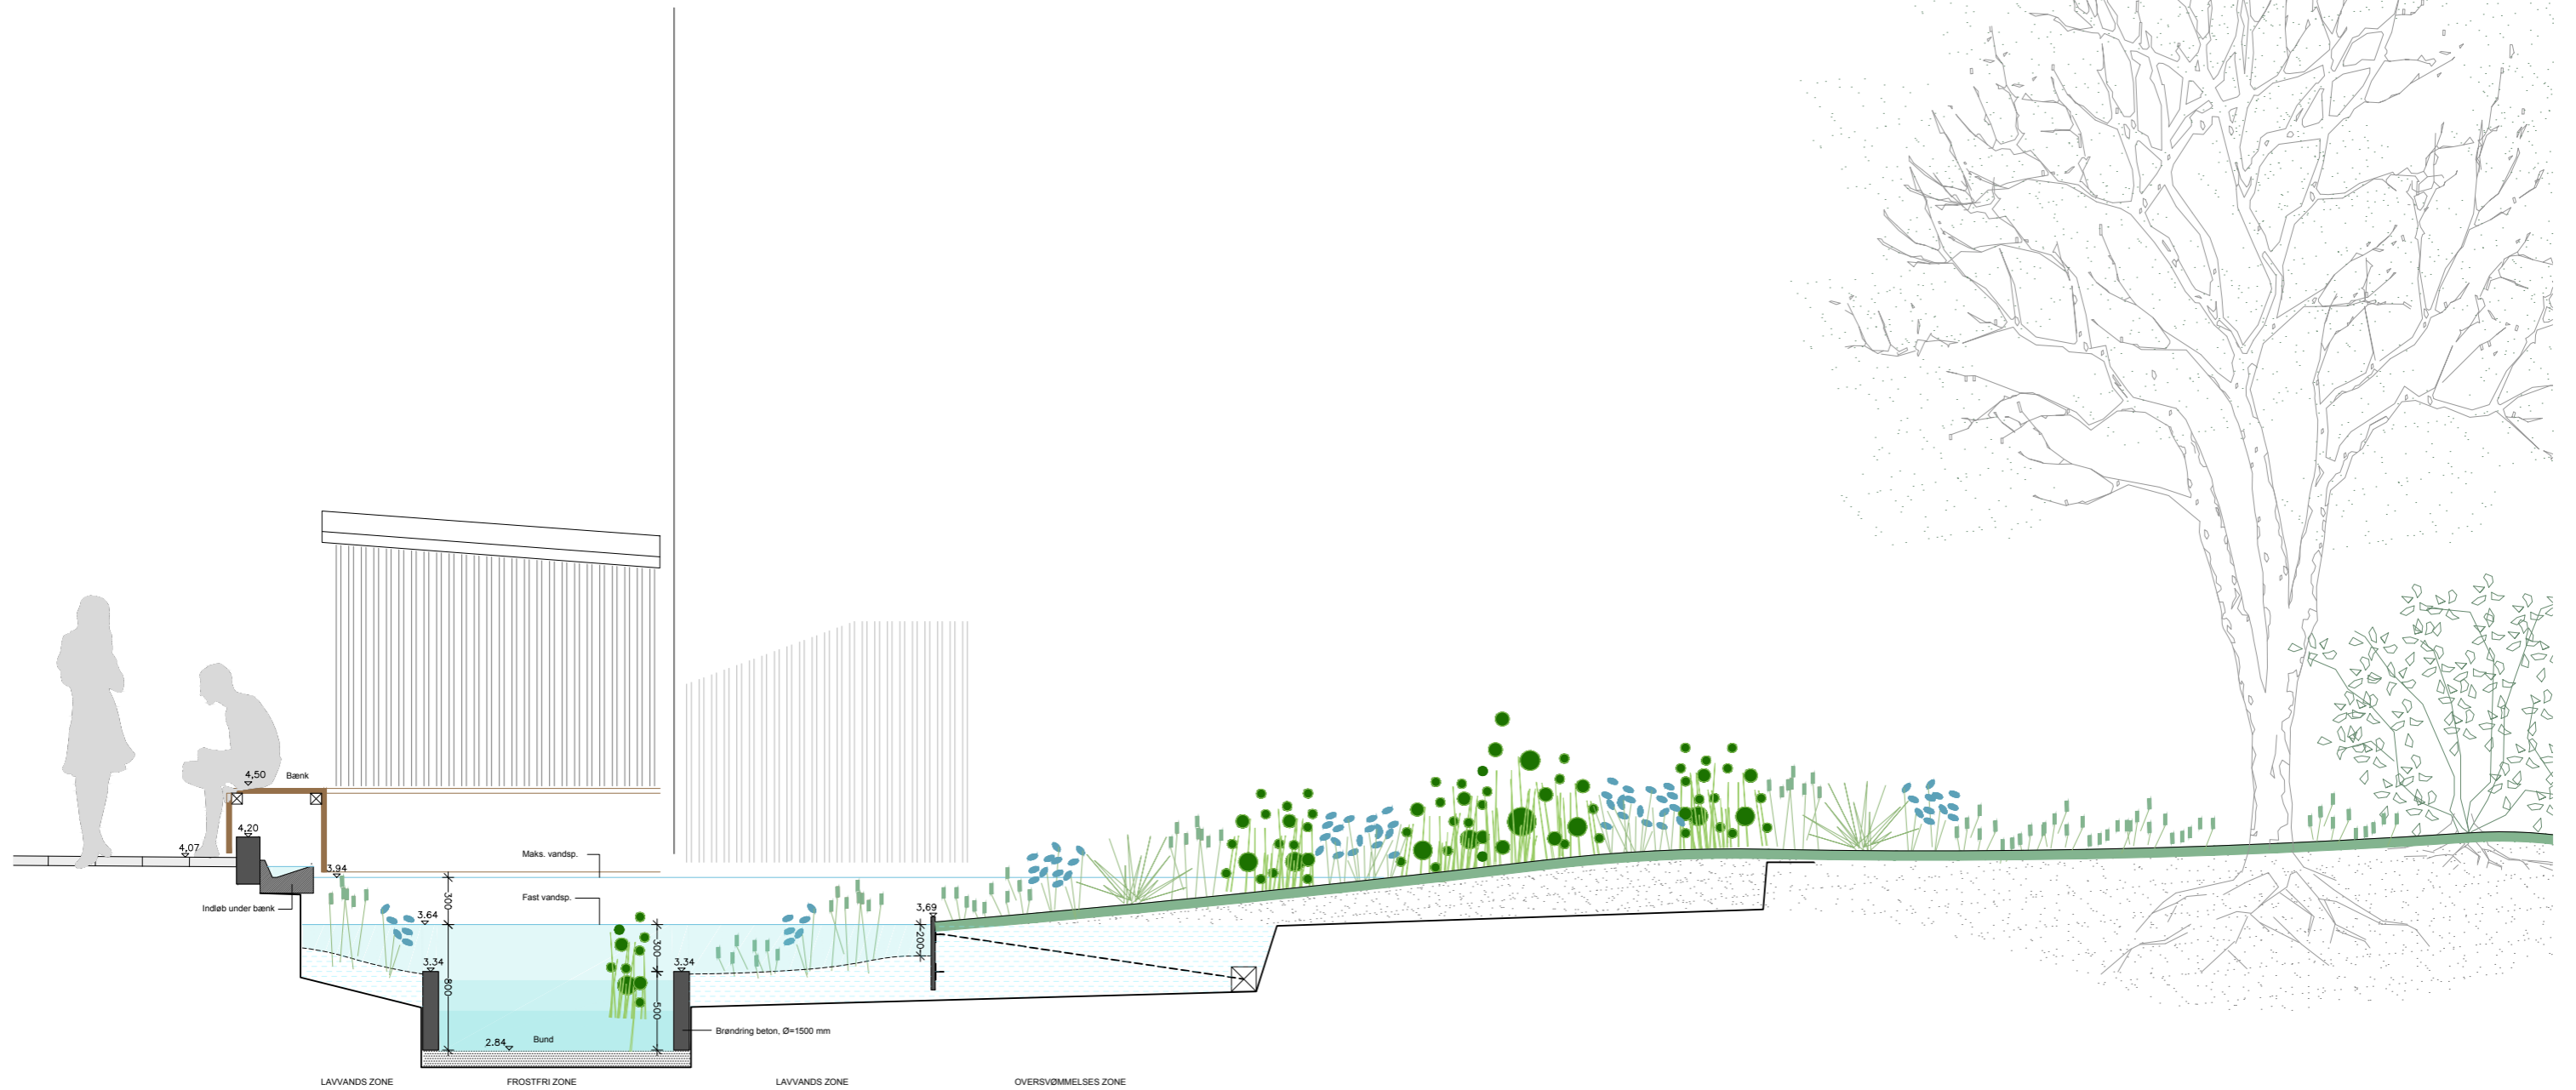 4,50
Bænk
4,20
4,07
3,94
Maks. vandsp.
Indløb under bænk
Fast vandsp.
300
3,64
3,69
200
300
3.34
3.34
800
500
Brøndring beton, Ø=1500 mm
2.84
Bund
LAVVANDS ZONE
FROSTFRI ZONE
LAVVANDS ZONE
OVERSVØMMELSES ZONE